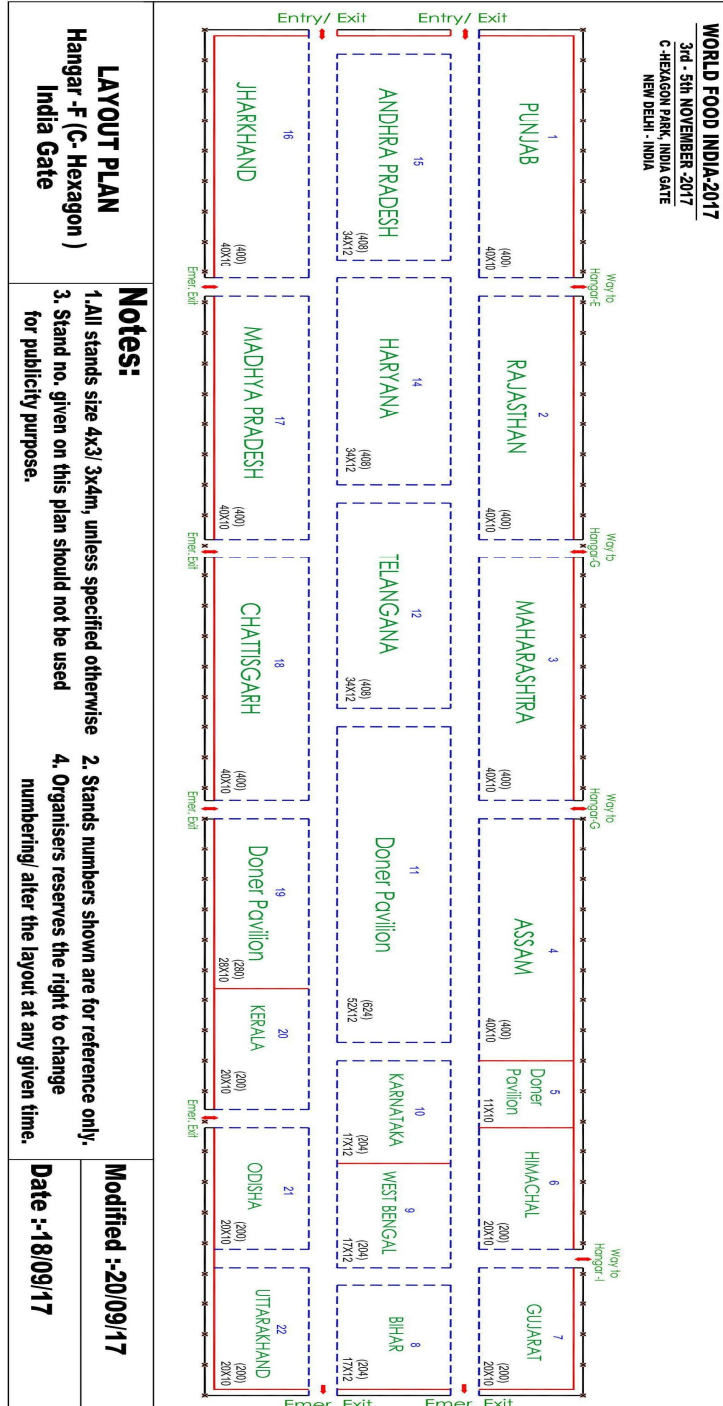 WORLD FOOD INDIA-2017
3rd - 5th NOVEMBER -2017
C -HEXAGON PARK, INDIA GATE
NEW DELHI - INDIA
Way to
Hangar-E
Way to
Hangar-G
Way to
Hangar-G
Way to
Hangar-I
Entry/ Exit
1
PUNJAB
(400)
40X10
2
RAJASTHAN
(400)
40X10
3
MAHARASHTRA
(400)
40X10
4
ASSAM
(400)
40X10
5
Doner
Pavilion
11X10
6
HIMACHAL
(200)
20X10
7
GUJARAT
(200)
20X10
Emer. Exit
Entry/ Exit
15
ANDHRA PRADESH
(408)
34X12
14
HARYANA
(408)
34X12
12
TELANGANA
(408)
34X12
11
Doner Pavilion
(624)
52X12
10
KARNATAKA
(204)
17X12
9
WEST BENGAL
(204)
17X12
8
BIHAR
(204)
17X12
Emer. Exit
16
JHARKHAND
(400)
40X10
17
MADHYA PRADESH
(400)
40X10
18
CHATTISGARH
(400)
40X10
19
Doner Pavilion
(280)
28X10
20
KERALA
(200)
20X10
21
ODISHA
(200)
20X10
22
UTTARAKHAND
(200)
20X10
Emer. Exit
Emer. Exit
Emer. Exit
Emer. Exit
LAYOUT PLAN
Hangar -F (C- Hexagon )
India Gate
Notes:
1.All stands size 4x3/ 3x4m, unless specified otherwise
2. Stands numbers shown are for reference only.
3. Stand no. given on this plan should not be used
for publicity purpose.
4. Organisers reserves the right to change
numbering/ alter the layout at any given time.
Modified :-20/09/17
Date :-18/09/17